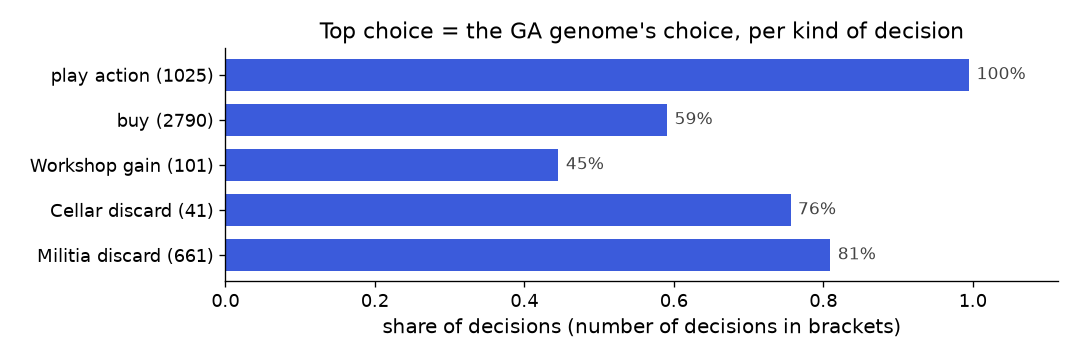 Top choice = the GA genome's choice, per kind of decision
play action (1025)
100%
buy (2790)
59%
Workshop gain (101)
45%
Cellar discard (41)
76%
Militia discard (661)
81%
0.0 0.2 0.4 0.6 0.8 1.0
share of decisions (number of decisions in brackets)